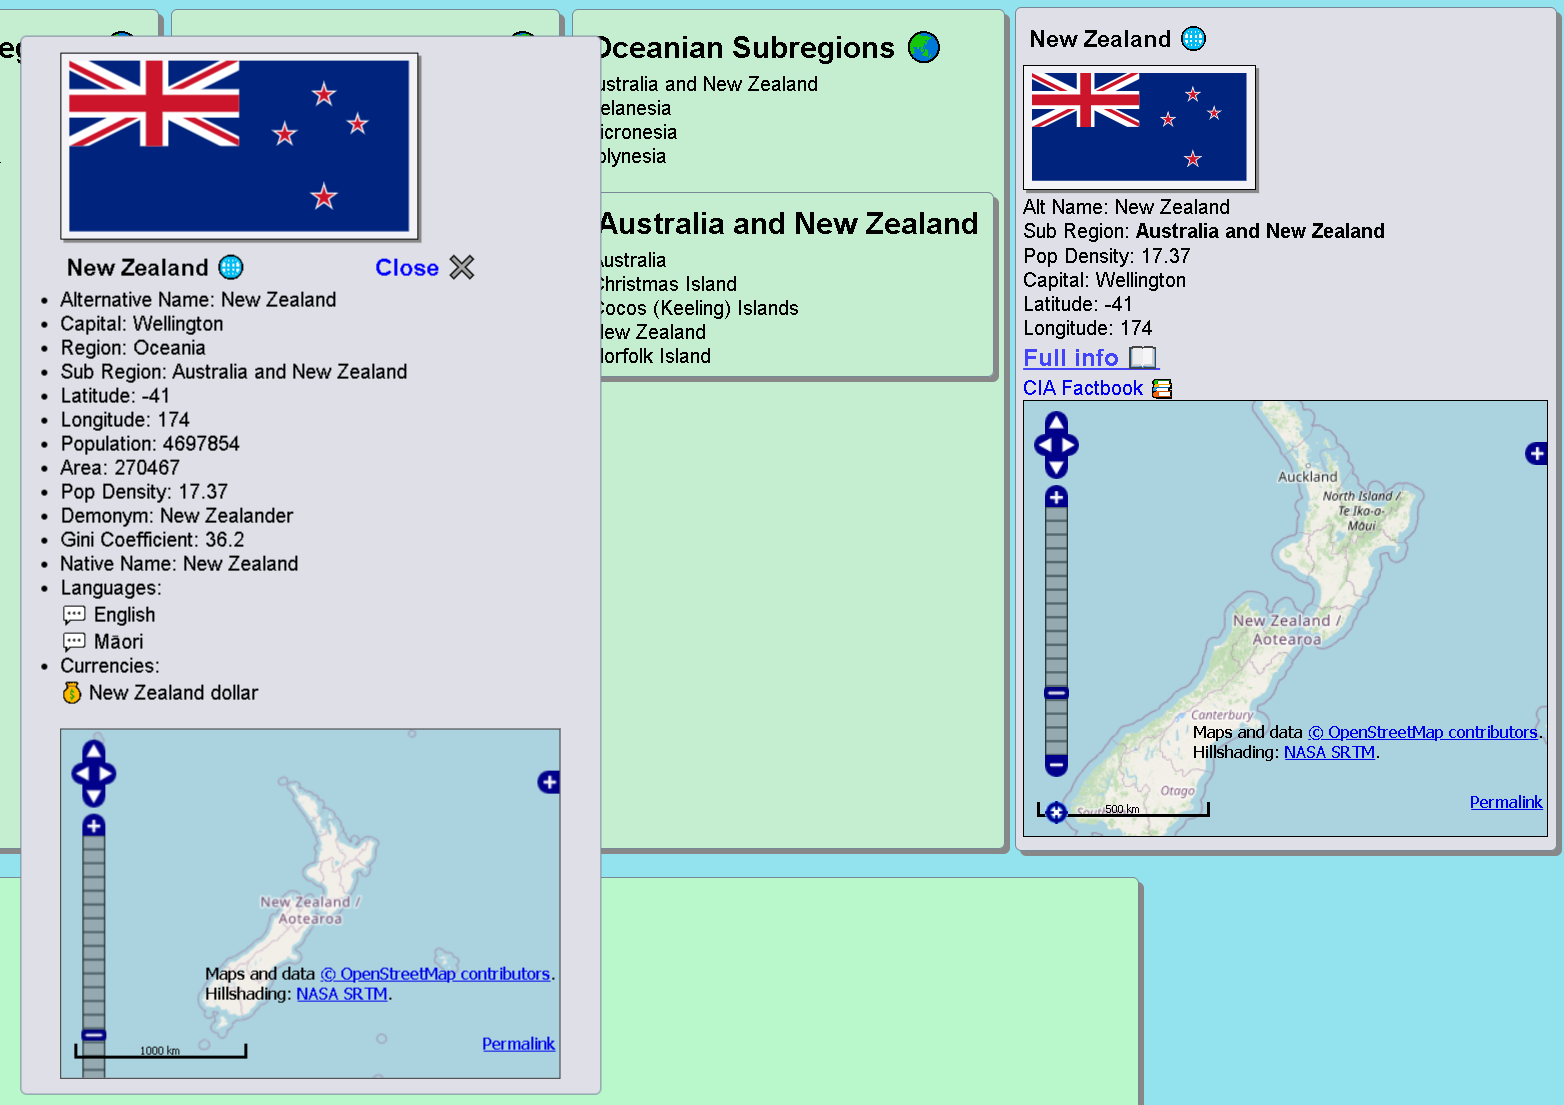 New Zealand
Close
Alternative Name: New Zealand
Capital: Wellington
Region: Oceania
Sub Region: Australia and New Zealand
Latitude: -41
Longitude: 174
Population: 4697854
Area: 270467
Pop Density: 17.37
Demonym: New Zealander
Gini Coefficient: 36.2
Native Name: New Zealand
Languages:
English
Māori
Currencies:
New Zealand dollar
New Zealand /
Aotearoa
Maps and data © OpenStreetMap contributors.
Hillshading: NASA SRTM.
Permalink
1000 km
Oceanian Subregions
ustralia and New Zealand
elanesia
icronesia
olynesia
Australia and New Zealand
Australia
Christmas Island
Cocos (Keeling) Islands
New Zealand
Norfolk Island
New Zealand
Alt Name: New Zealand
Sub Region: Australia and New Zealand
Pop Density: 17.37
Capital: Wellington
Latitude: -41
Longitude: 174
Full info
CIA Factbook
Auckland
North Island /
Te Ika-a-
Māui
New Zealand /
Aotearoa
Canterbury
Maps and data © OpenStreetMap contributors.
Hillshading: NASA SRTM.
Otago
Permalink
500 km